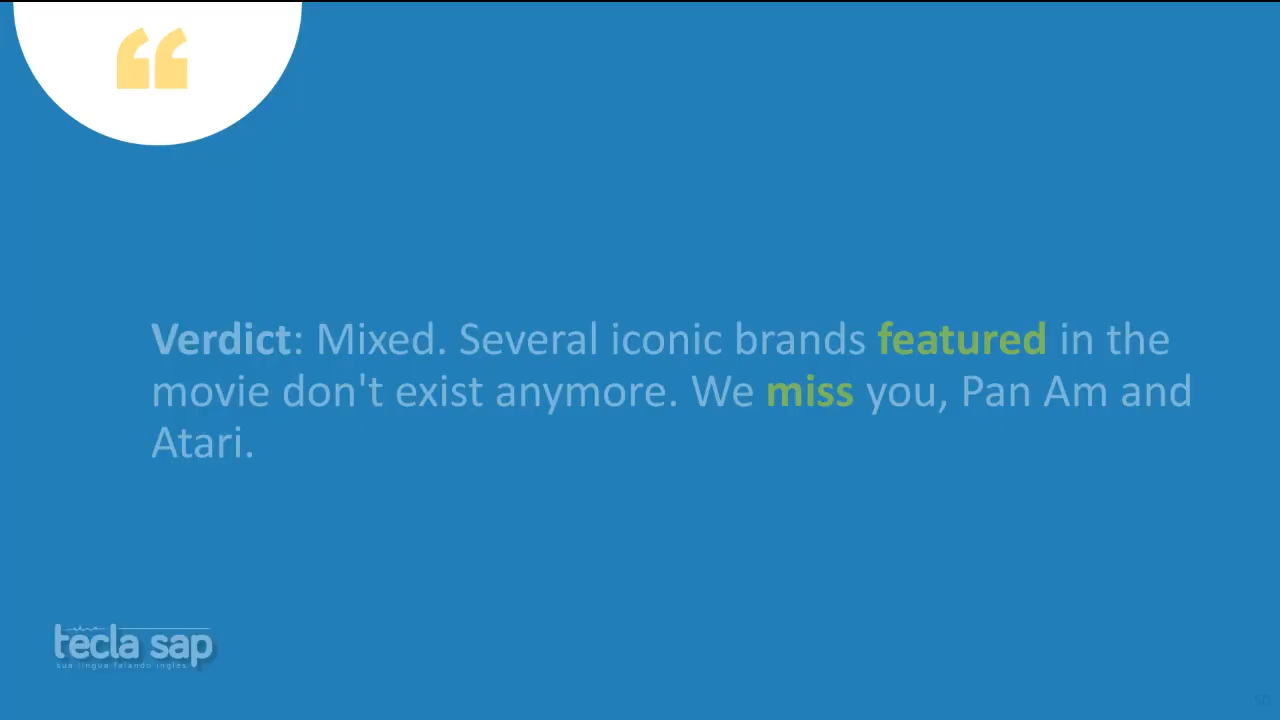 “
Verdict: Mixed. Several iconic brands featured in the
movie don't exist anymore. We miss you, Pan Am and
Atari.
tecla sap
sua língua falando inglês
50